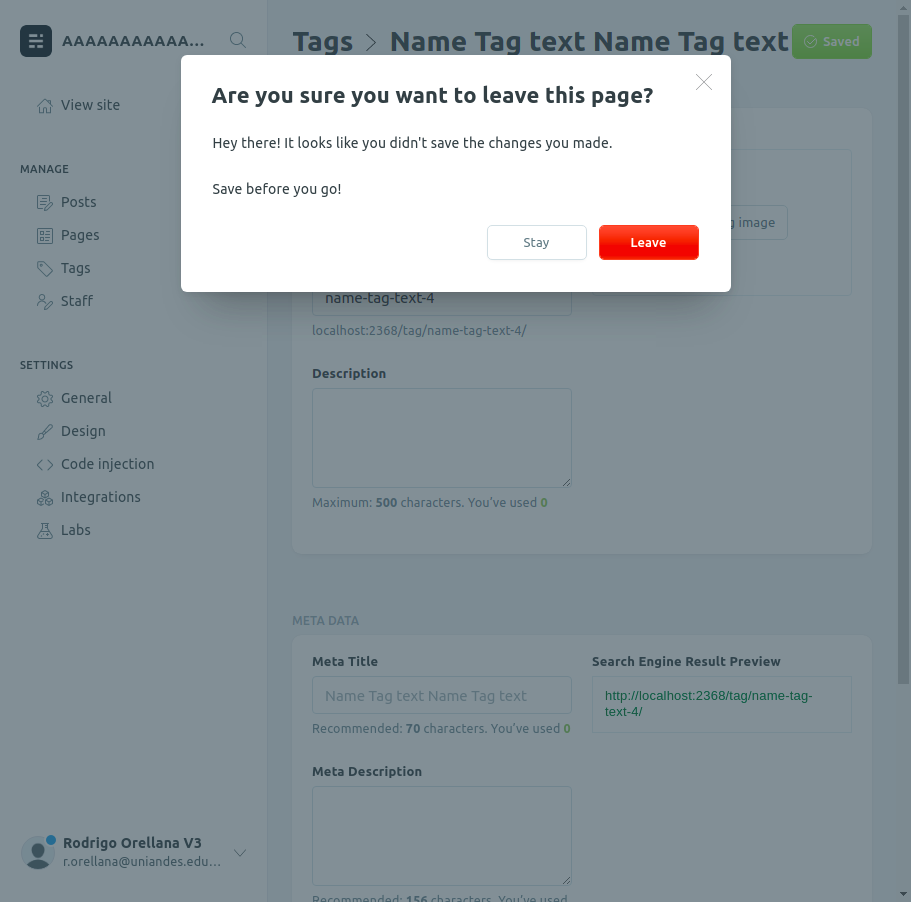 AAAAAAAAAAAA...
View site
MANAGE
Posts
Pages
Tags
Staff
SETTINGS
General
Design
Code injection
Integrations
Labs
Rodrigo Orellana V3
r.orellana@uniandes.edu...
Tags > Name Tag text Name Tag text
Saved
Are you sure you want to leave this page?
Hey there! It looks like you didn't save the changes you made.
Save before you go!
Stay
Leave
image
name-tag-text-4
localhost:2368/tag/name-tag-text-4/
Description
Maximum: 500 characters. You've used 0
META DATA
Meta Title
Name Tag text Name Tag text
Recommended: 70 characters. You've used 0
Search Engine Result Preview
http://localhost:2368/tag/name-tag-
text-4/
Meta Description
Recommended: 156 characters. You've used